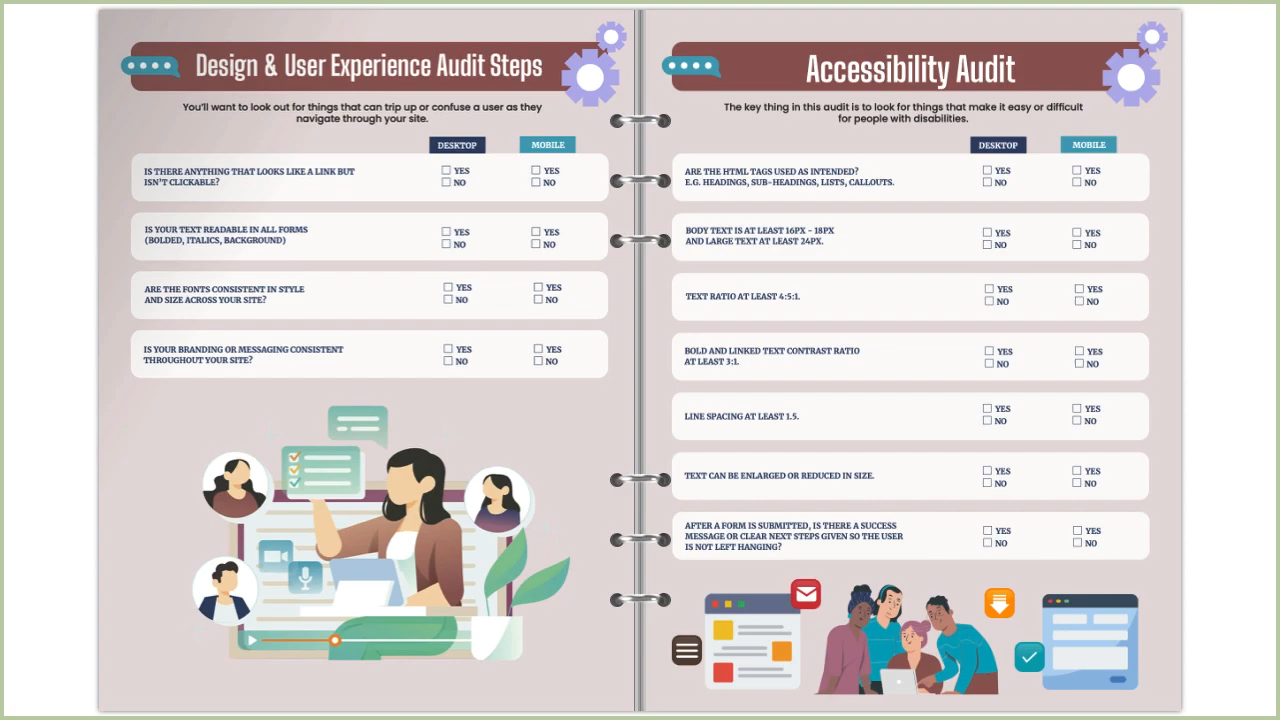 Design & User Experience Audit Steps
You'll want to look out for things that can trip up or confuse a user as they
navigate through your site.
DESKTOP
MOBILE
IS THERE ANYTHING THAT LOOKS LIKE A LINK BUT
ISN'T CLICKABLE?
YES
NO
YES
NO
IS YOUR TEXT READABLE IN ALL FORMS
(BOLDED, ITALICS, BACKGROUND)
YES
NO
YES
NO
ARE THE FONTS CONSISTENT IN STYLE
AND SIZE ACROSS YOUR SITE?
YES
NO
YES
NO
IS YOUR BRANDING OR MESSAGING CONSISTENT
THROUGHOUT YOUR SITE?
YES
NO
YES
NO
Accessibility Audit
The key thing in this audit is to look for things that make it easy or difficult
for people with disabilities.
DESKTOP
MOBILE
ARE THE HTML TAGS USED AS INTENDED?
E.G. HEADINGS, SUB-HEADINGS, LISTS, CALLOUTS.
YES
NO
YES
NO
BODY TEXT IS AT LEAST 16PX - 18PX
AND LARGE TEXT AT LEAST 24PX.
YES
NO
YES
NO
TEXT RATIO AT LEAST 4:5:1.
YES
NO
YES
NO
BOLD AND LINKED TEXT CONTRAST RATIO
AT LEAST 3:1.
YES
NO
YES
NO
LINE SPACING AT LEAST 1.5.
YES
NO
YES
NO
TEXT CAN BE ENLARGED OR REDUCED IN SIZE.
YES
NO
YES
NO
AFTER A FORM IS SUBMITTED, IS THERE A SUCCESS
MESSAGE OR CLEAR NEXT STEPS GIVEN SO THE USER
IS NOT LEFT HANGING?
YES
NO
YES
NO